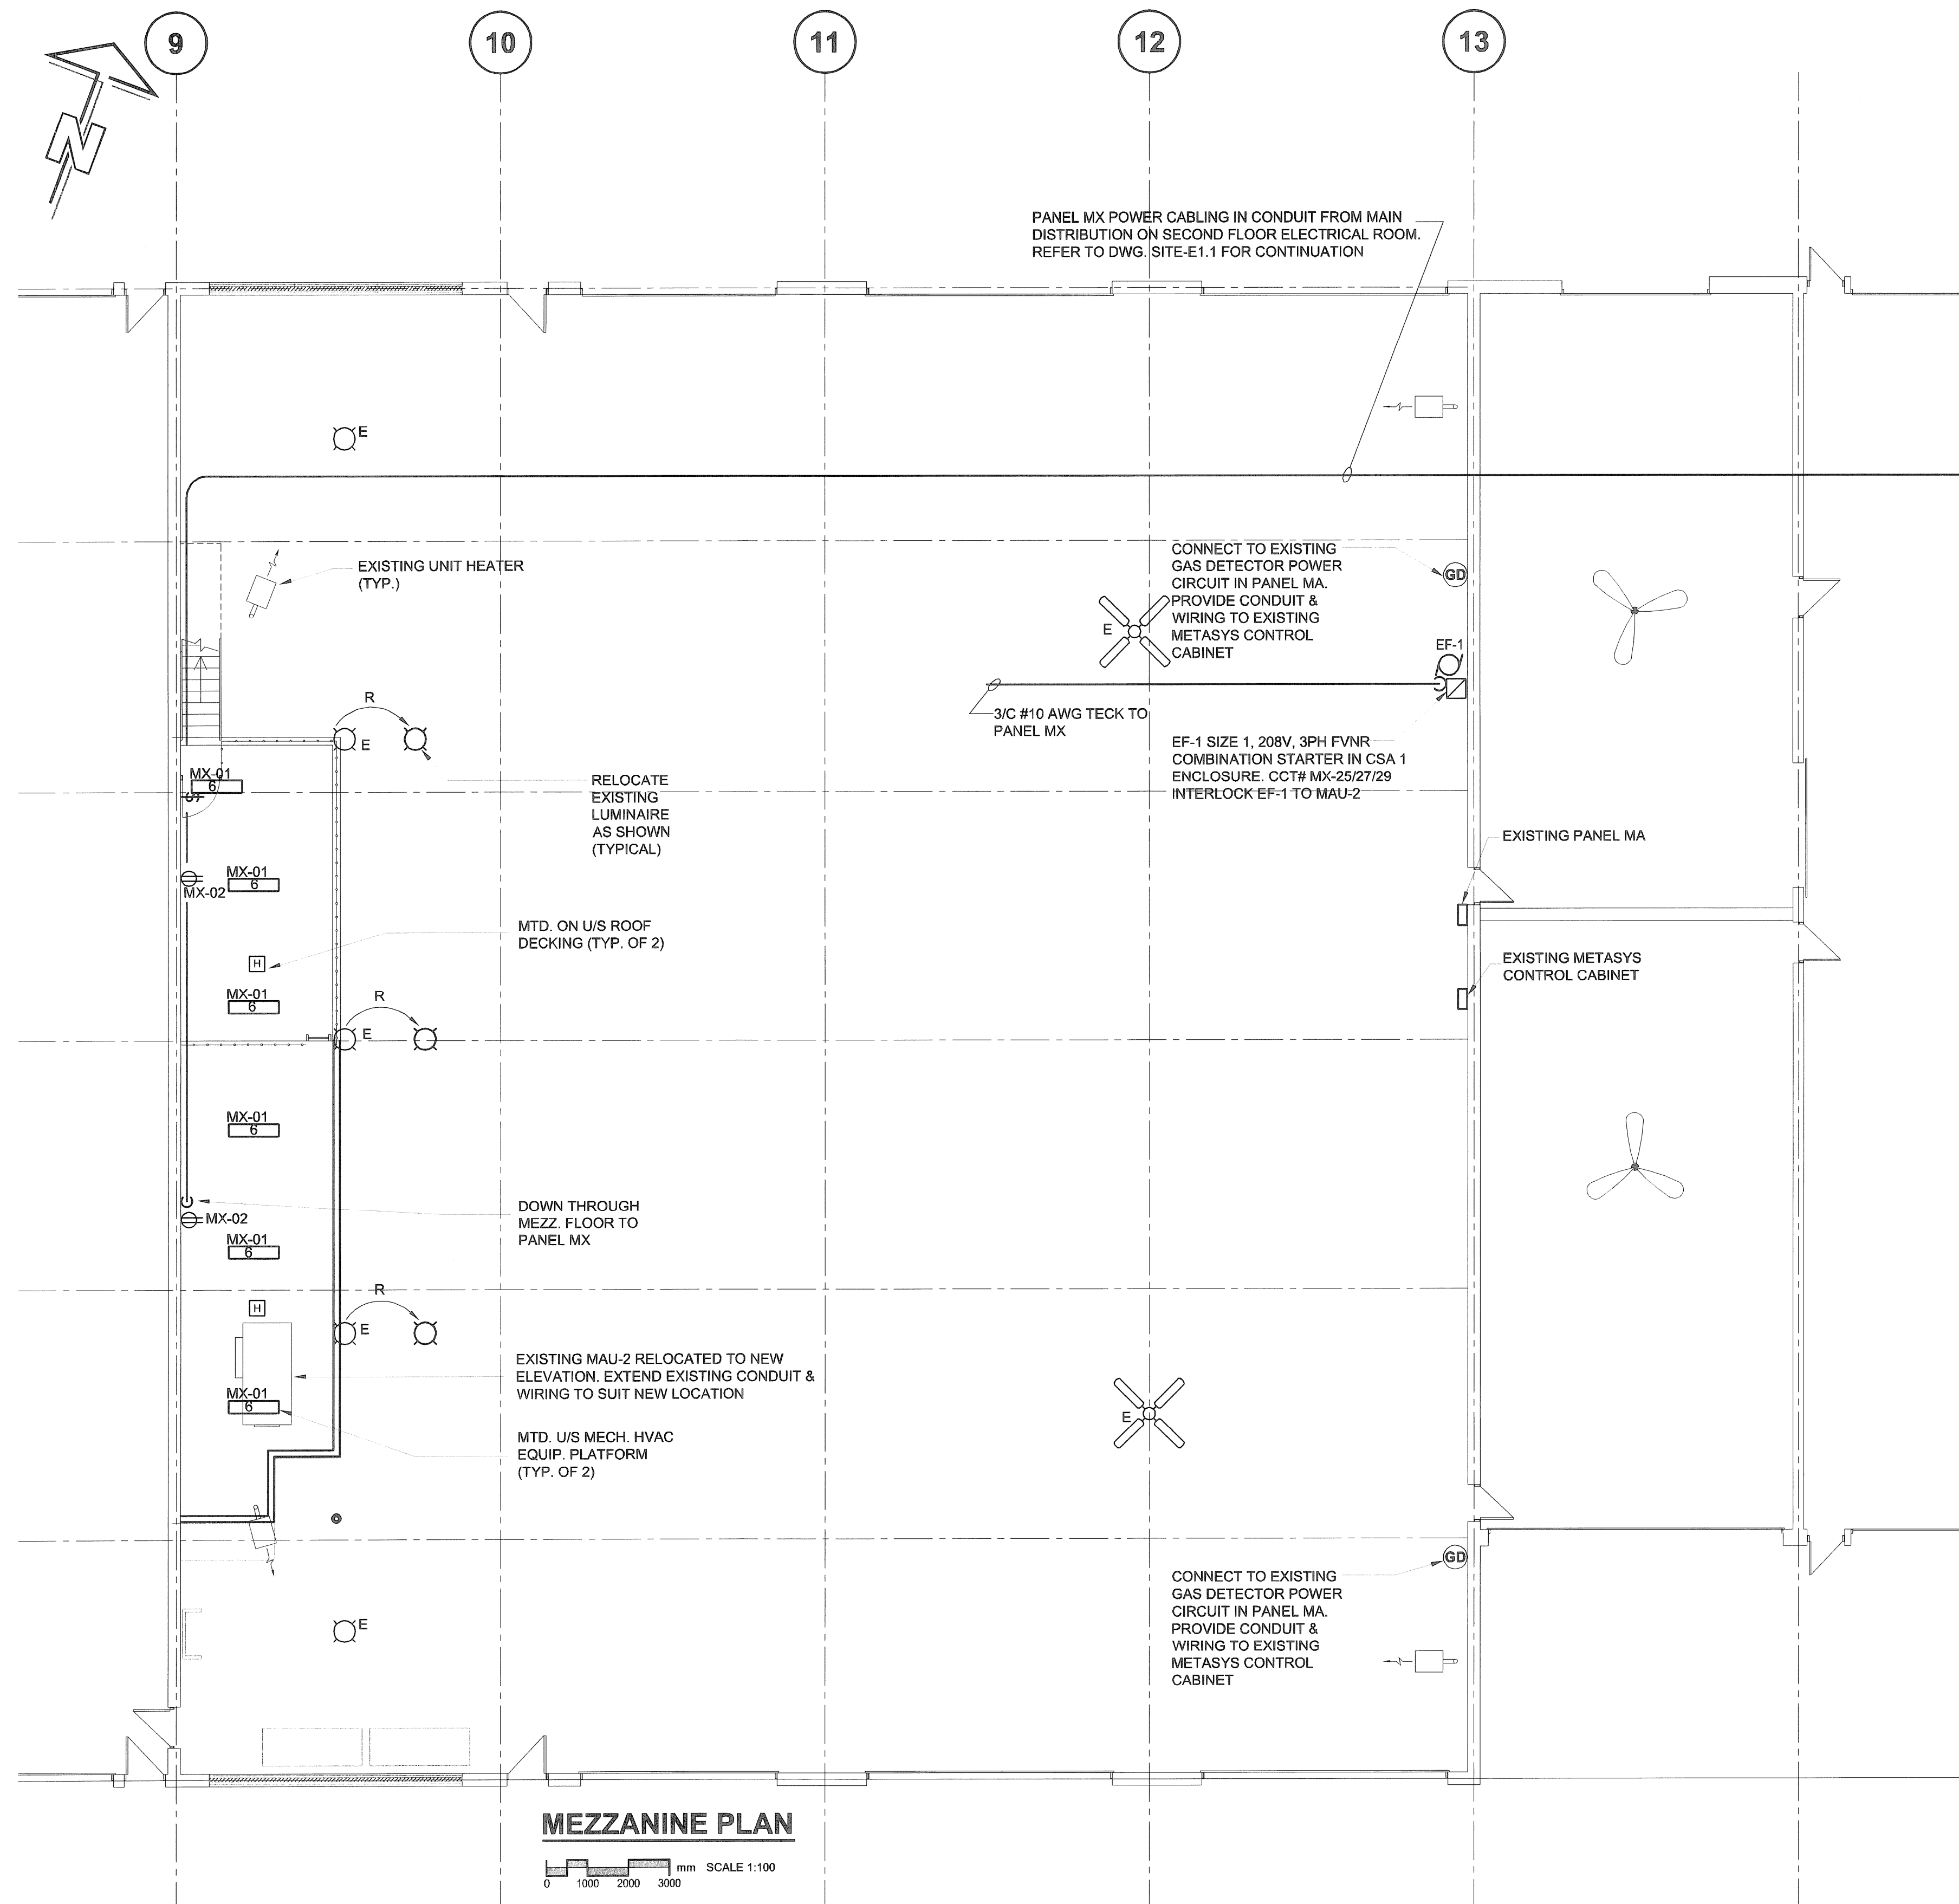 9
10
11
12
13
N
PANEL MX POWER CABLING IN CONDUIT FROM MAIN
DISTRIBUTION ON SECOND FLOOR ELECTRICAL ROOM.
REFER TO DWG. SITE-E1.1 FOR CONTINUATION
E
EXISTING UNIT HEATER
(TYP.)
CONNECT TO EXISTING
GAS DETECTOR POWER
CIRCUIT IN PANEL MA.
PROVIDE CONDUIT &
WIRING TO EXISTING
METASYS CONTROL
CABINET
GD
E
EF-1
R
E
3/C #10 AWG TECK TO
PANEL MX
EF-1 SIZE 1, 208V, 3PH FVNR
COMBINATION STARTER IN CSA 1
ENCLOSURE. CCT# MX-25/27/29
INTERLOCK EF-1 TO MAU-2
MX-01
6
RELOCATE
EXISTING
LUMINAIRE
AS SHOWN
(TYPICAL)
EXISTING PANEL MA
MX-01
6
MX-02
MTD. ON U/S ROOF
DECKING (TYP. OF 2)
H
EXISTING METASYS
CONTROL CABINET
MX-01
6
R
E
MX-01
6
DOWN THROUGH
MEZZ. FLOOR TO
PANEL MX
MX-02
MX-01
6
R
H
E
EXISTING MAU-2 RELOCATED TO NEW
ELEVATION. EXTEND EXISTING CONDUIT &
WIRING TO SUIT NEW LOCATION
MX-01
6
E
MTD. U/S MECH. HVAC
EQUIP. PLATFORM
(TYP. OF 2)
GD
CONNECT TO EXISTING
GAS DETECTOR POWER
CIRCUIT IN PANEL MA.
PROVIDE CONDUIT &
WIRING TO EXISTING
METASYS CONTROL
CABINET
E
MEZZANINE PLAN
mm SCALE 1:100
0 1000 2000 3000